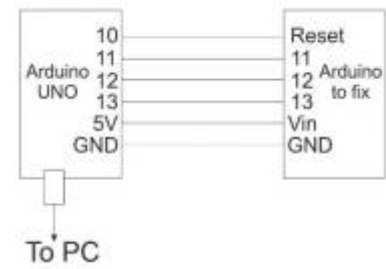 10 Reset
11 11
Arduino UNO 12 12 Arduino to fix
13 13
5V Vin
GND GND
To PC